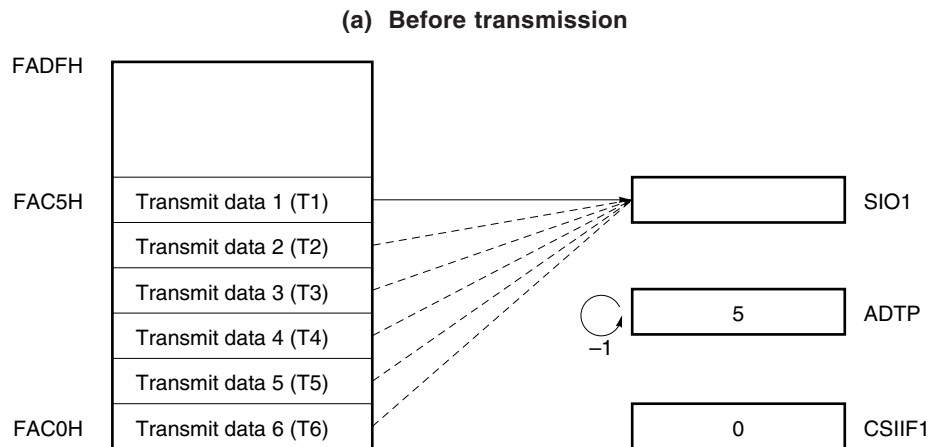 (a) Before transmission
FADFH
FAC5H Transmit data 1 (T1) SIO1
Transmit data 2 (T2)
Transmit data 3 (T3) 5 ADTP
Transmit data 4 (T4) –1
Transmit data 5 (T5)
FAC0H Transmit data 6 (T6) 0 CSIIF1